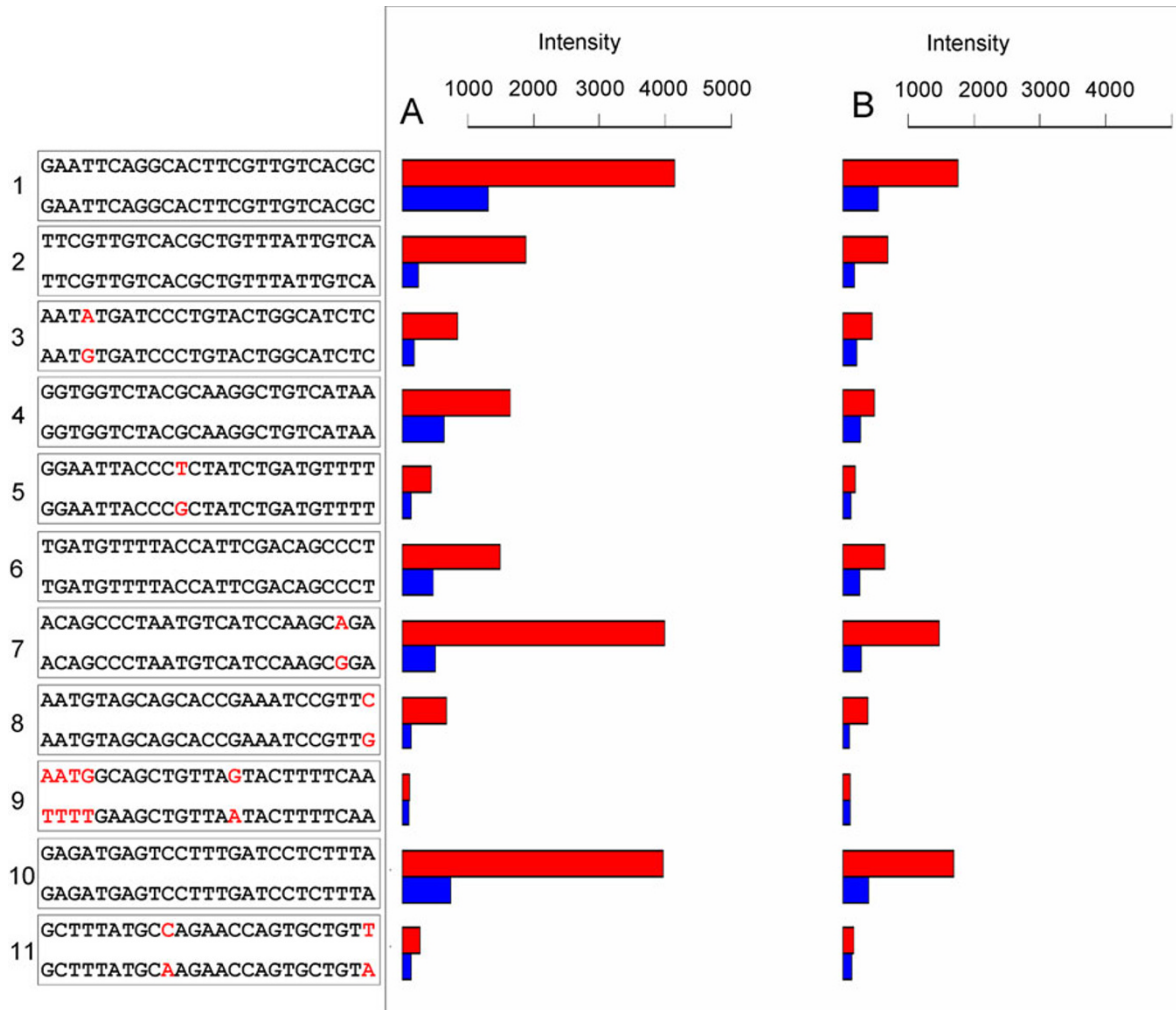 Intensity
Intensity
A
1000 2000 3000 4000 5000
B
1000 2000 3000 4000
1
GAATTCAGGCACTTCGTTGTCACGC
GAATTCAGGCACTTCGTTGTCACGC
2
TTCGTTGTCACGCTGTTTATTGTCA
TTCGTTGTCACGCTGTTTATTGTCA
3
AATATGATCCCTGTACTGGCATCTC
AATGTGATCCCTGTACTGGCATCTC
4
GGTGGTCTACGCAAGGCTGTCATAA
GGTGGTCTACGCAAGGCTGTCATAA
5
GGAATTACCCTCTATCTGATGTTTT
GGAATTACCCGCTATCTGATGTTTT
6
TGATGTTTTACCATTCGACAGCCCT
TGATGTTTTACCATTCGACAGCCCT
7
ACAGCCCTAATGTCATCCAAGCAGA
ACAGCCCTAATGTCATCCAAGCGGA
8
AATGTAGCAGCACCGAAATCCGTTC
AATGTAGCAGCACCGAAATCCGTTG
9
AATGGCAGCTGTTAGTACTTTTCAA
TTTTGAAGCTGTTAATACTTTTCAA
10
GAGATGAGTCCTTTGATCCTCTTTA
GAGATGAGTCCTTTGATCCTCTTTA
11
GCTTTATGCCAGAACCAGTGCTGTT
GCTTTATGCAAGAACCAGTGCTGTA